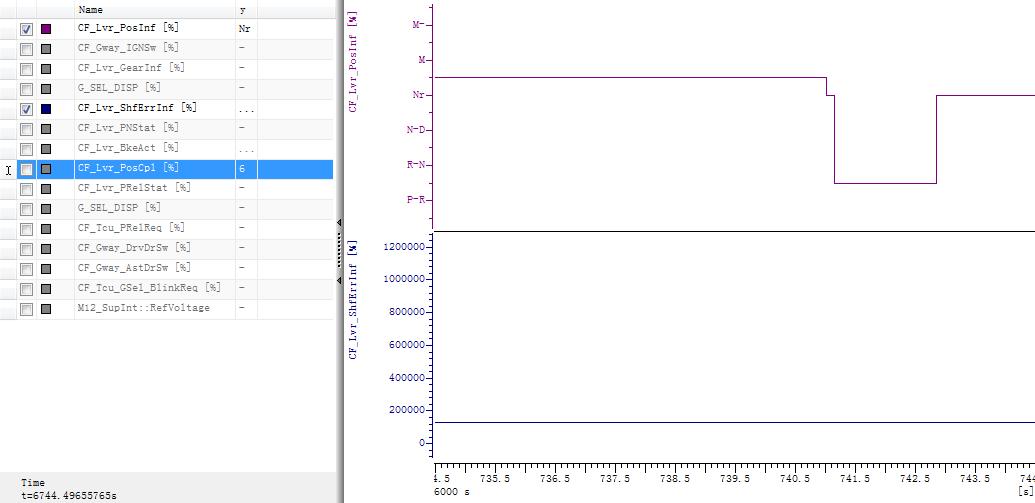 Name y
CF_Lvr_PosInf [%] Nr
CF_Gway_IGNSw [%] -
CF_Lvr_GearInf [%] -
G_SEL_DISP [%] -
CF_Lvr_ShfErrInf [%] ...
CF_Lvr_PNStat [%] -
CF_Lvr_BkeAct [%] ...
CF_Lvr_PosCpl [%] 6
CF_Lvr_PRelStat [%] -
G_SEL_DISP [%] -
CF_Tcu_PRelReq [%] -
CF_Gway_DrvDrSw [%] -
CF_Gway_AstDrSw [%] -
CF_Tcu_GSel_BlinkReq [%] -
M12_SupInt::RefVoltage -
Time
t=6744.49655765s
CF_Lvr_PosInf [%]
M-
M
Nr
N-D
R-N
P-R
CF_Lvr_ShfErrInf [%]
1200000
1000000
800000
600000
400000
200000
0
4.5 735.5 736.5 737.5 738.5 739.5 740.5 741.5 742.5 743.5 744
6000 s [s]